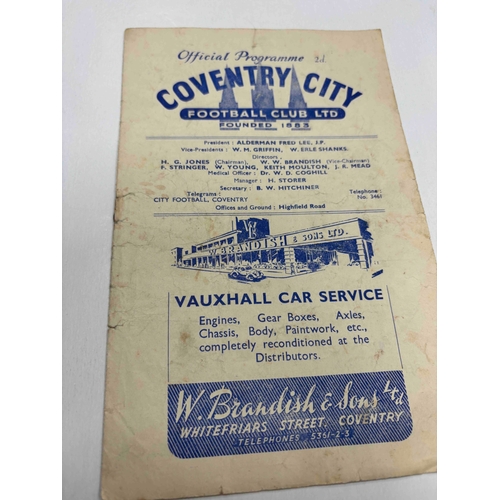 Official Programme 2d.
COVENTRY CITY
FOOTBALL CLUB LTD
FOUNDED 1883
President : ALDERMAN FRED LEE, J.P.
Vice-Presidents : W. M. GRIFFIN, W. ERLE SHANKS.
Directors :
H. G. JONES (Chairman), W. W. BRANDISH (Vice-Chairman)
F. STRINGER, W. YOUNG, KEITH MOULTON, J. R. MEAD
Medical Officer : Dr. W. D. COGHILL
Manager : H. STORER
Secretary : B. W. HITCHINER
Telegrams : Telephone :
CITY FOOTBALL, COVENTRY No. 3461
Offices and Ground : Highfield Road
W. BRANDISH & SONS LTD.
VAUXHALL CAR SERVICE
Engines, Gear Boxes, Axles,
Chassis, Body, Paintwork, etc.,
completely reconditioned at the
Distributors.
W. Brandish & Sons Ltd
WHITEFRIARS STREET, COVENTRY
TELEPHONES 5361-2-3